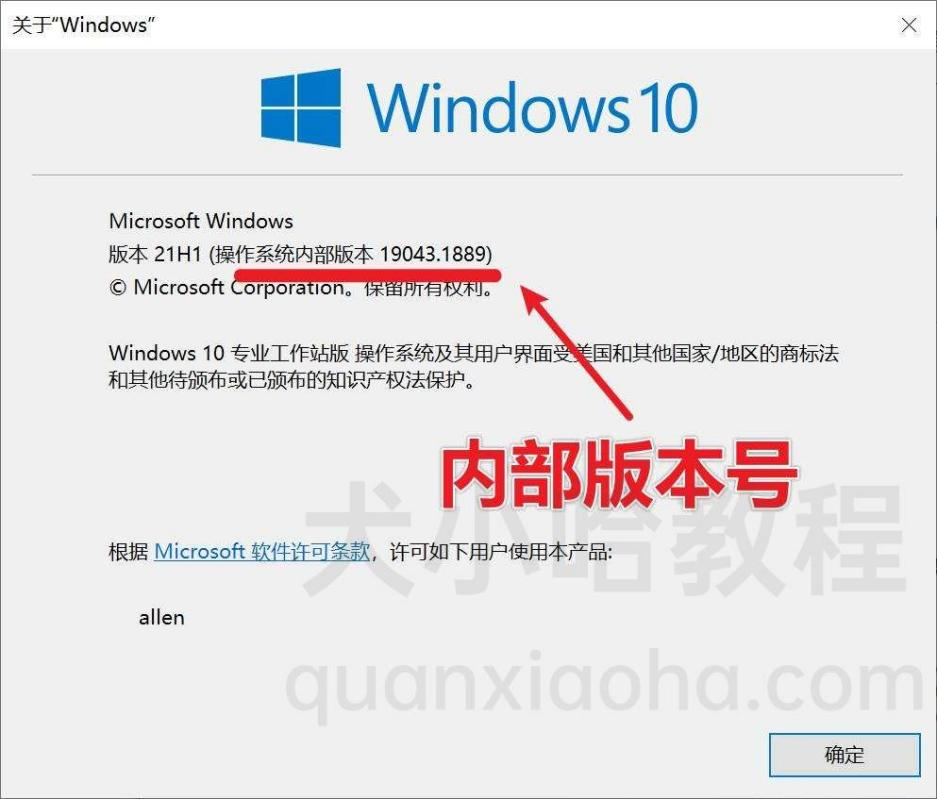 关于“Windows”
Windows 10
Microsoft Windows
版本 21H1 (操作系统内部版本 19043.1889)
© Microsoft Corporation。保留所有权利。
Windows 10 专业工作站版 操作系统及其用户界面受美国和其他国家/地区的商标法
和其他待颁布或已颁布的知识产权法保护。
内部版本号
犬小哈教程
根据 Microsoft 软件许可条款，许可如下用户使用本产品:
allen
quanxiaoha.com
确定